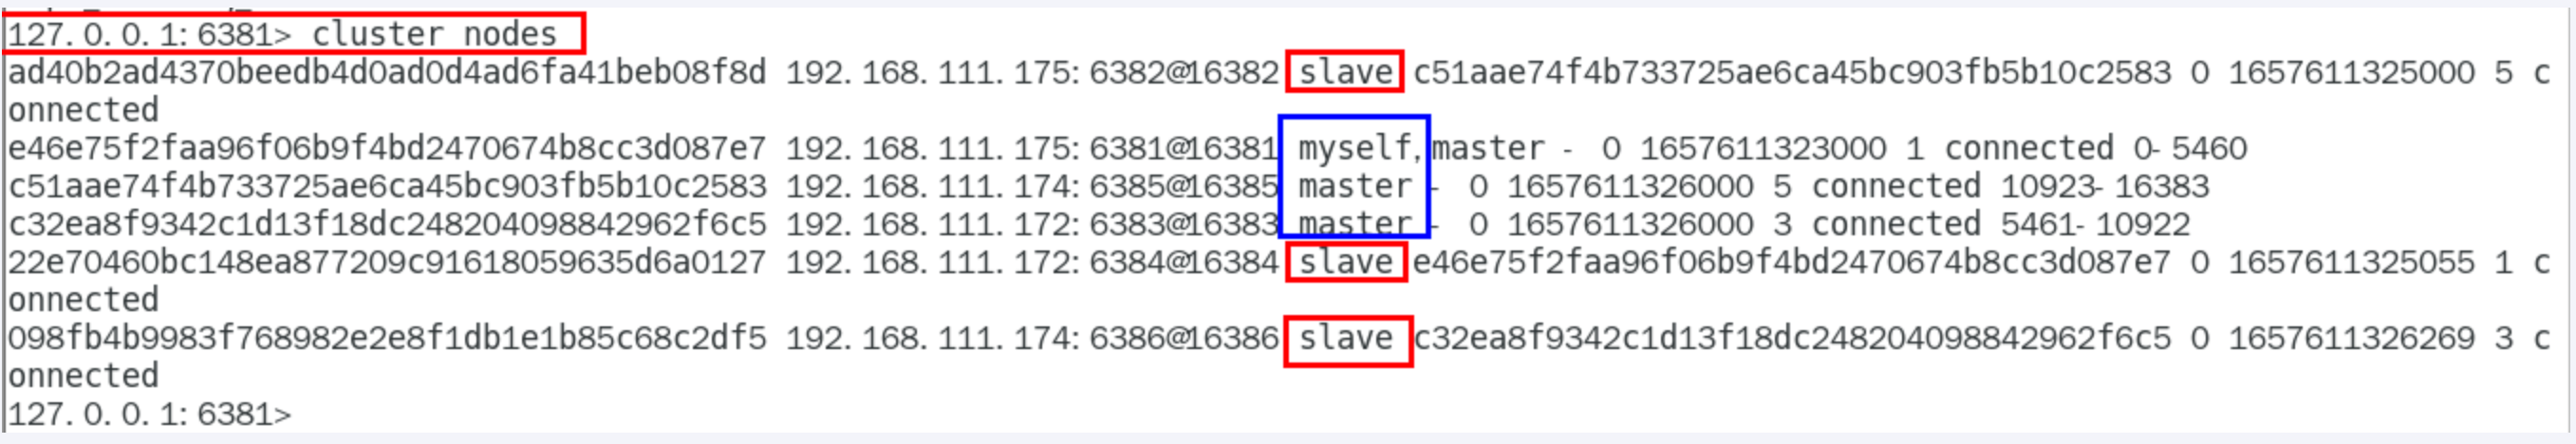 127.0.0.1:6381> cluster nodes
ad40b2ad4370beedb4d0ad0d4ad6fa41beb08f8d 192.168.111.175:6382@16382 slave c51aae74f4b733725ae6ca45bc903fb5b10c2583 0 1657611325000 5 c
onnected
e46e75f2faa96f06b9f4bd2470674b8cc3d087e7 192.168.111.175:6381@16381 myself,master - 0 1657611323000 1 connected 0-5460
c51aae74f4b733725ae6ca45bc903fb5b10c2583 192.168.111.174:6385@16385 master - 0 1657611326000 5 connected 10923-16383
c32ea8f9342c1d13f18dc248204098842962f6c5 192.168.111.172:6383@16383 master - 0 1657611326000 3 connected 5461-10922
22e70460bc148ea877209c91618059635d6a0127 192.168.111.172:6384@16384 slave e46e75f2faa96f06b9f4bd2470674b8cc3d087e7 0 1657611325055 1 c
onnected
098fb4b9983f768982e2e8f1db1e1b85c68c2df5 192.168.111.174:6386@16386 slave c32ea8f9342c1d13f18dc248204098842962f6c5 0 1657611326269 3 c
onnected
127.0.0.1:6381>